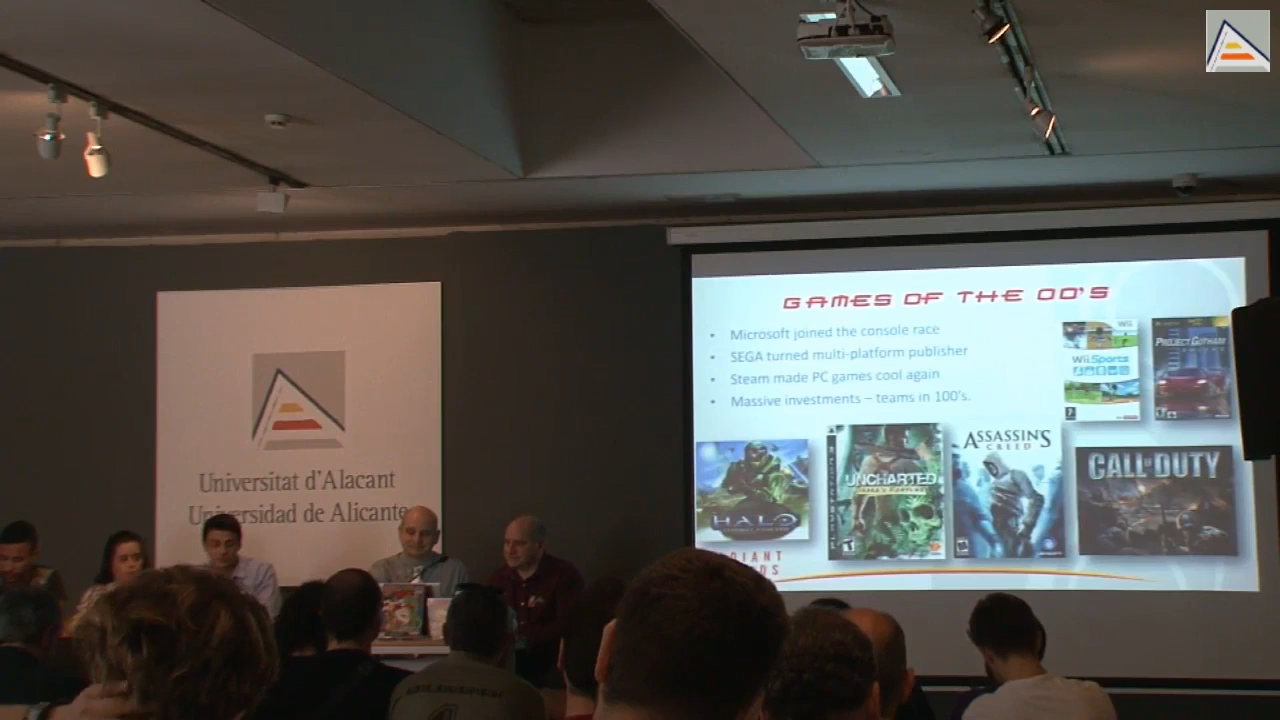 Universitat d'Alacant
Universidad de Alicante
GAMES OF THE 00'S
• Microsoft joined the console race
• SEGA turned multi-platform publisher
• Steam made PC games cool again
• Massive investments – teams in 100's.
Wii
Wii Sports
PROJECT GOTHAM
HALO
UNCHARTED
ASSASSIN'S
CREED
CALL OF DUTY